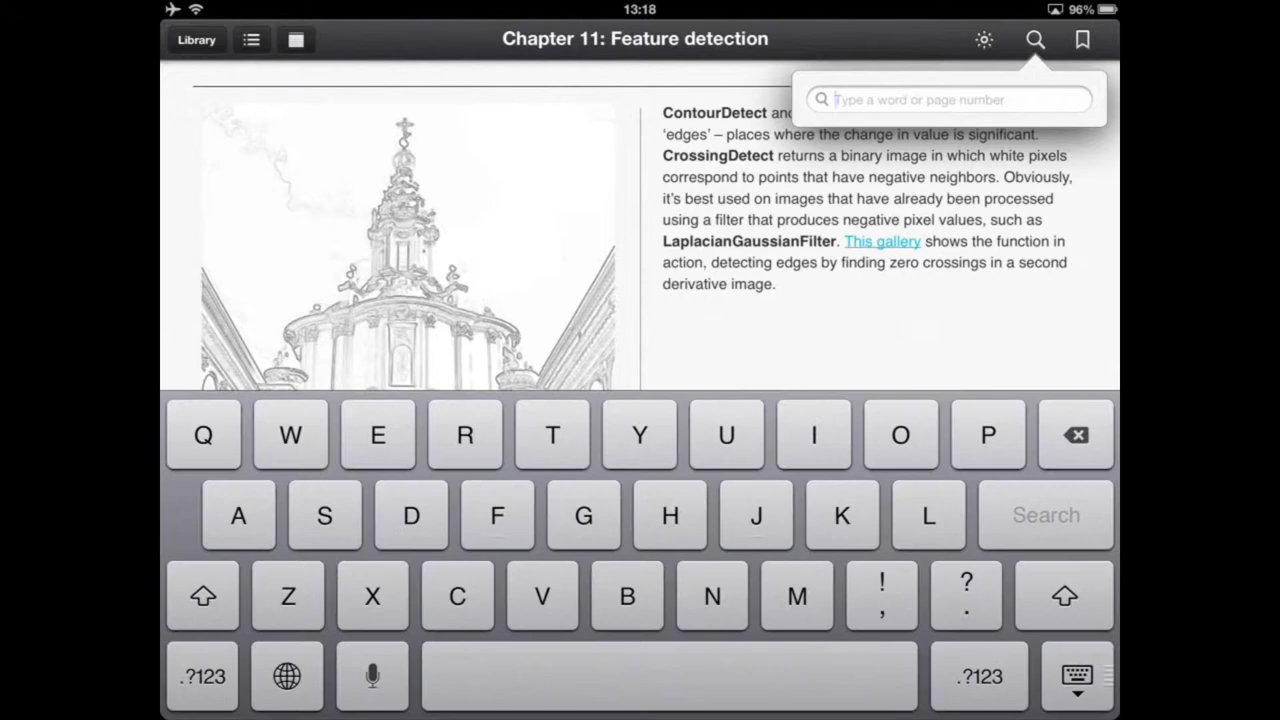 13:18
96%
Library
Chapter 11: Feature detection
Type a word or page number
ContourDetect and
‘edges’ – places where the change in value is significant.
CrossingDetect returns a binary image in which white pixels
correspond to points that have negative neighbors. Obviously,
it’s best used on images that have already been processed
using a filter that produces negative pixel values, such as
LaplacianGaussianFilter. This gallery shows the function in
action, detecting edges by finding zero crossings in a second
derivative image.
Q W E R T Y U I O P
A S D F G H J K L Search
Z X C V B N M ! , ? .
.?123 .?123